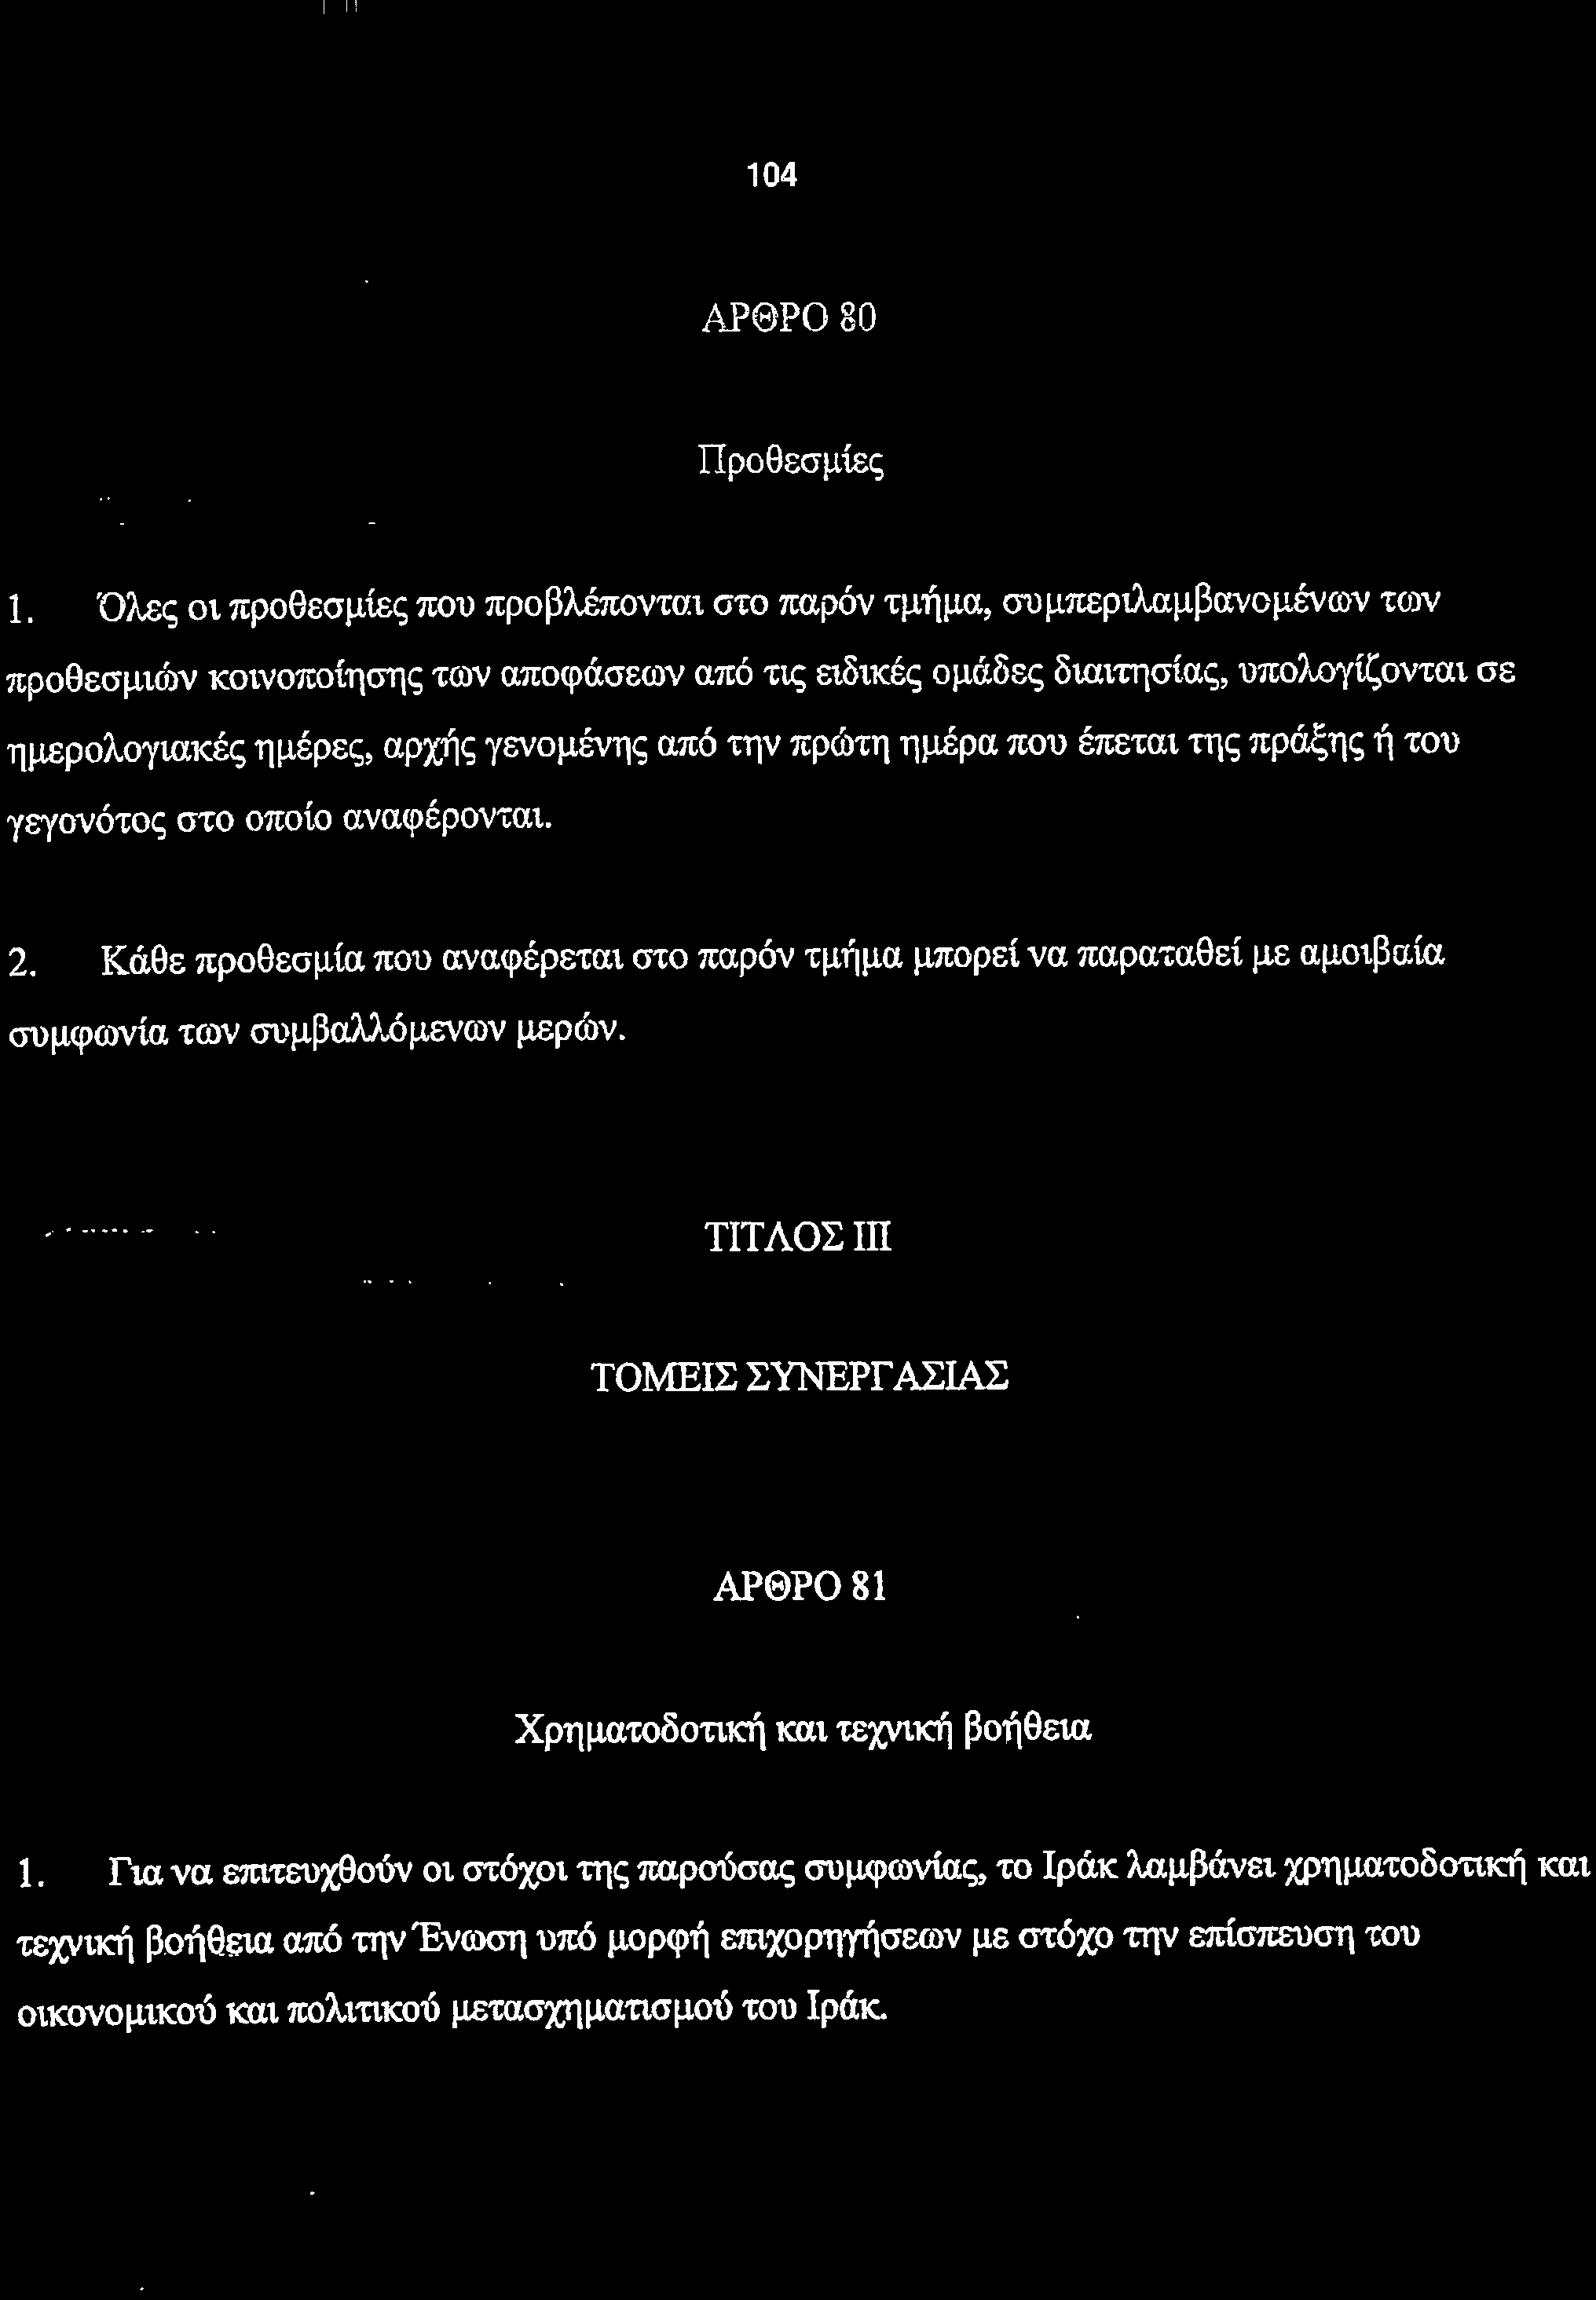 104
ΑΡΘΡΟ 80
Προθεσμίες
1. Όλες οι προθεσμίες που προβλέπονται στο παρόν τμήμα, συμπεριλαμβανομένων των
προθεσμιών κοινοποίησης των αποφάσεων από τις ειδικές ομάδες διαιτησίας, υπολογίζονται σε
ημερολογιακές ημέρες, αρχής γενομένης από την πρώτη ημέρα που έπεται της πράξης ή του
γεγονότος στο οποίο αναφέρονται.
2. Κάθε προθεσμία που αναφέρεται στο παρόν τμήμα μπορεί να παραταθεί με αμοιβαία
συμφωνία των συμβαλλόμενων μερών.
ΤΙΤΛΟΣ ΙΙΙ
ΤΟΜΕΙΣ ΣΥΝΕΡΓΑΣΙΑΣ
ΑΡΘΡΟ 81
Χρηματοδοτική και τεχνική βοήθεια
1. Για να επιτευχθούν οι στόχοι της παρούσας συμφωνίας, το Ιράκ λαμβάνει χρηματοδοτική και
τεχνική βοήθεια από την Ένωση υπό μορφή επιχορηγήσεων με στόχο την επίσπευση του
οικονομικού και πολιτικού μετασχηματισμού του Ιράκ.